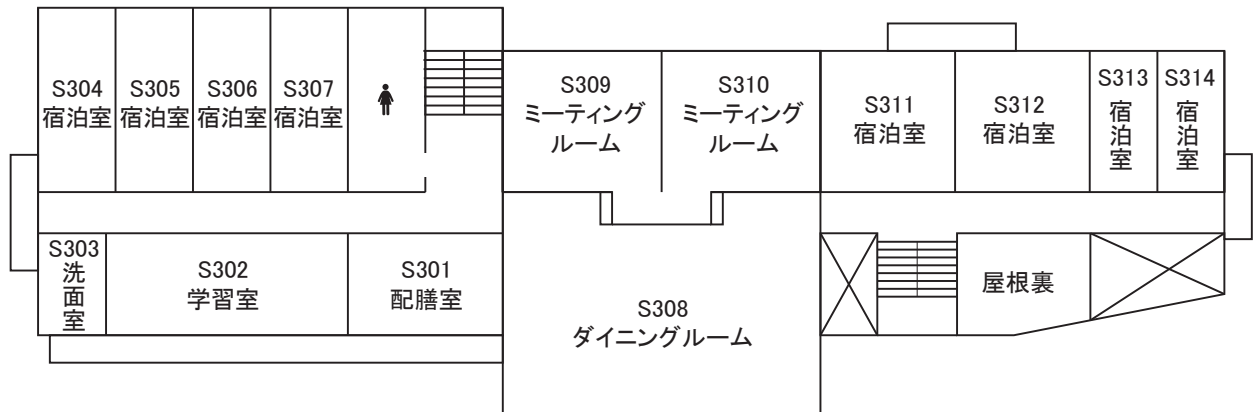 S304
宿泊室
S305
宿泊室
S306
宿泊室
S307
宿泊室
S309
ミーティング
ルーム
S310
ミーティング
ルーム
S311
宿泊室
S312
宿泊室
S313
宿泊室
S314
宿泊室
S303
洗面室
S302
学習室
S301
配膳室
S308
ダイニングルーム
屋根裏